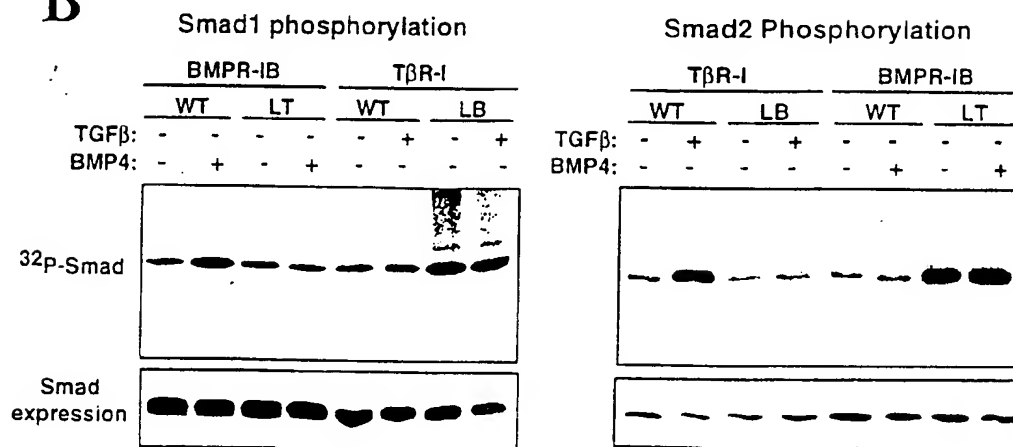 B
Smad1 phosphorylation
BMPR-IB TβR-I
WT LT WT LB
TGFβ: - - - - - + - +
BMP4: - + - + - - - -
32P-Smad
Smad
expression
Smad2 Phosphorylation
TβR-I BMPR-IB
WT LB WT LT
TGFβ: - + - + - - - -
BMP4: - - - - - + - +